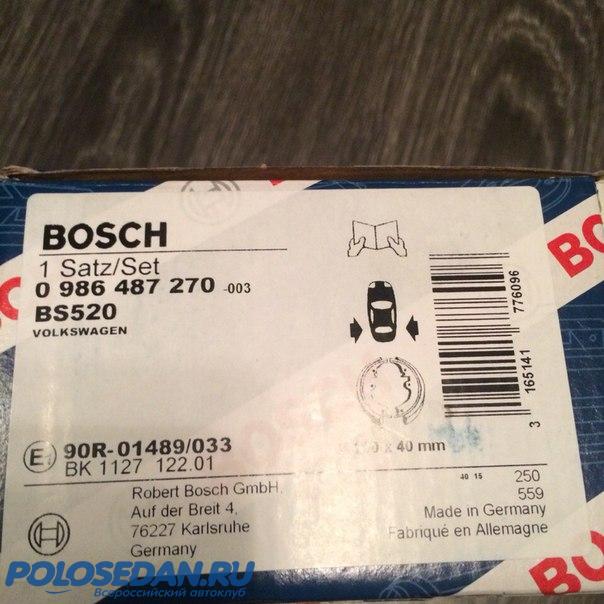 BOSCH
1 Satz/Set
0 986 487 270 -003
BS520
VOLKSWAGEN
3 165141 776096
E1 90R-01489/033
BK 1127 122.01
x 40 mm
40 15 250
559
Robert Bosch GmbH,
Auf der Breit 4,
76227 Karlsruhe
Germany
Made in Germany
Fabriqué en Allemagne
POLOSEDAN.RU
Всероссийский автоклуб